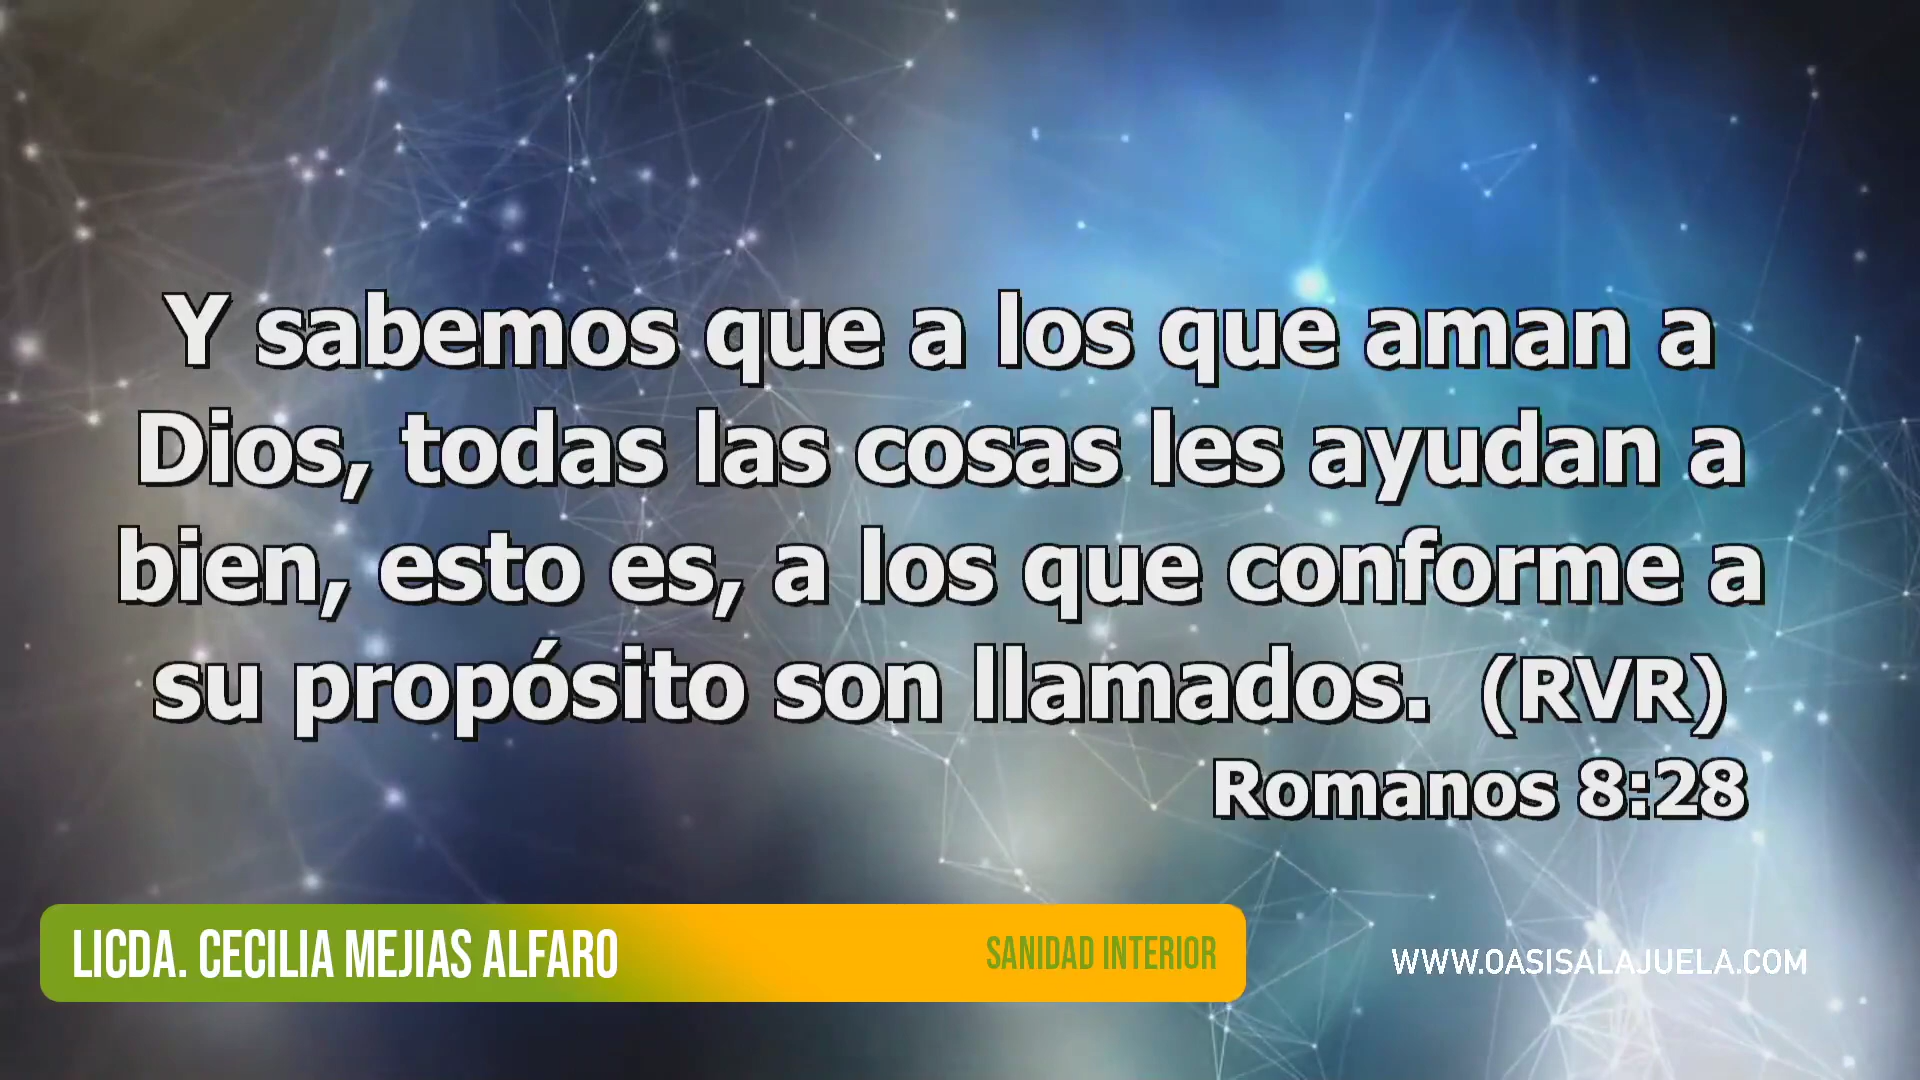 Y sabemos que a los que aman a
Dios, todas las cosas les ayudan a
bien, esto es, a los que conforme a
su propósito son llamados. (RVR)
Romanos 8:28
LICDA. CECILIA MEJIAS ALFARO
SANIDAD INTERIOR
WWW.OASISALAJUELA.COM